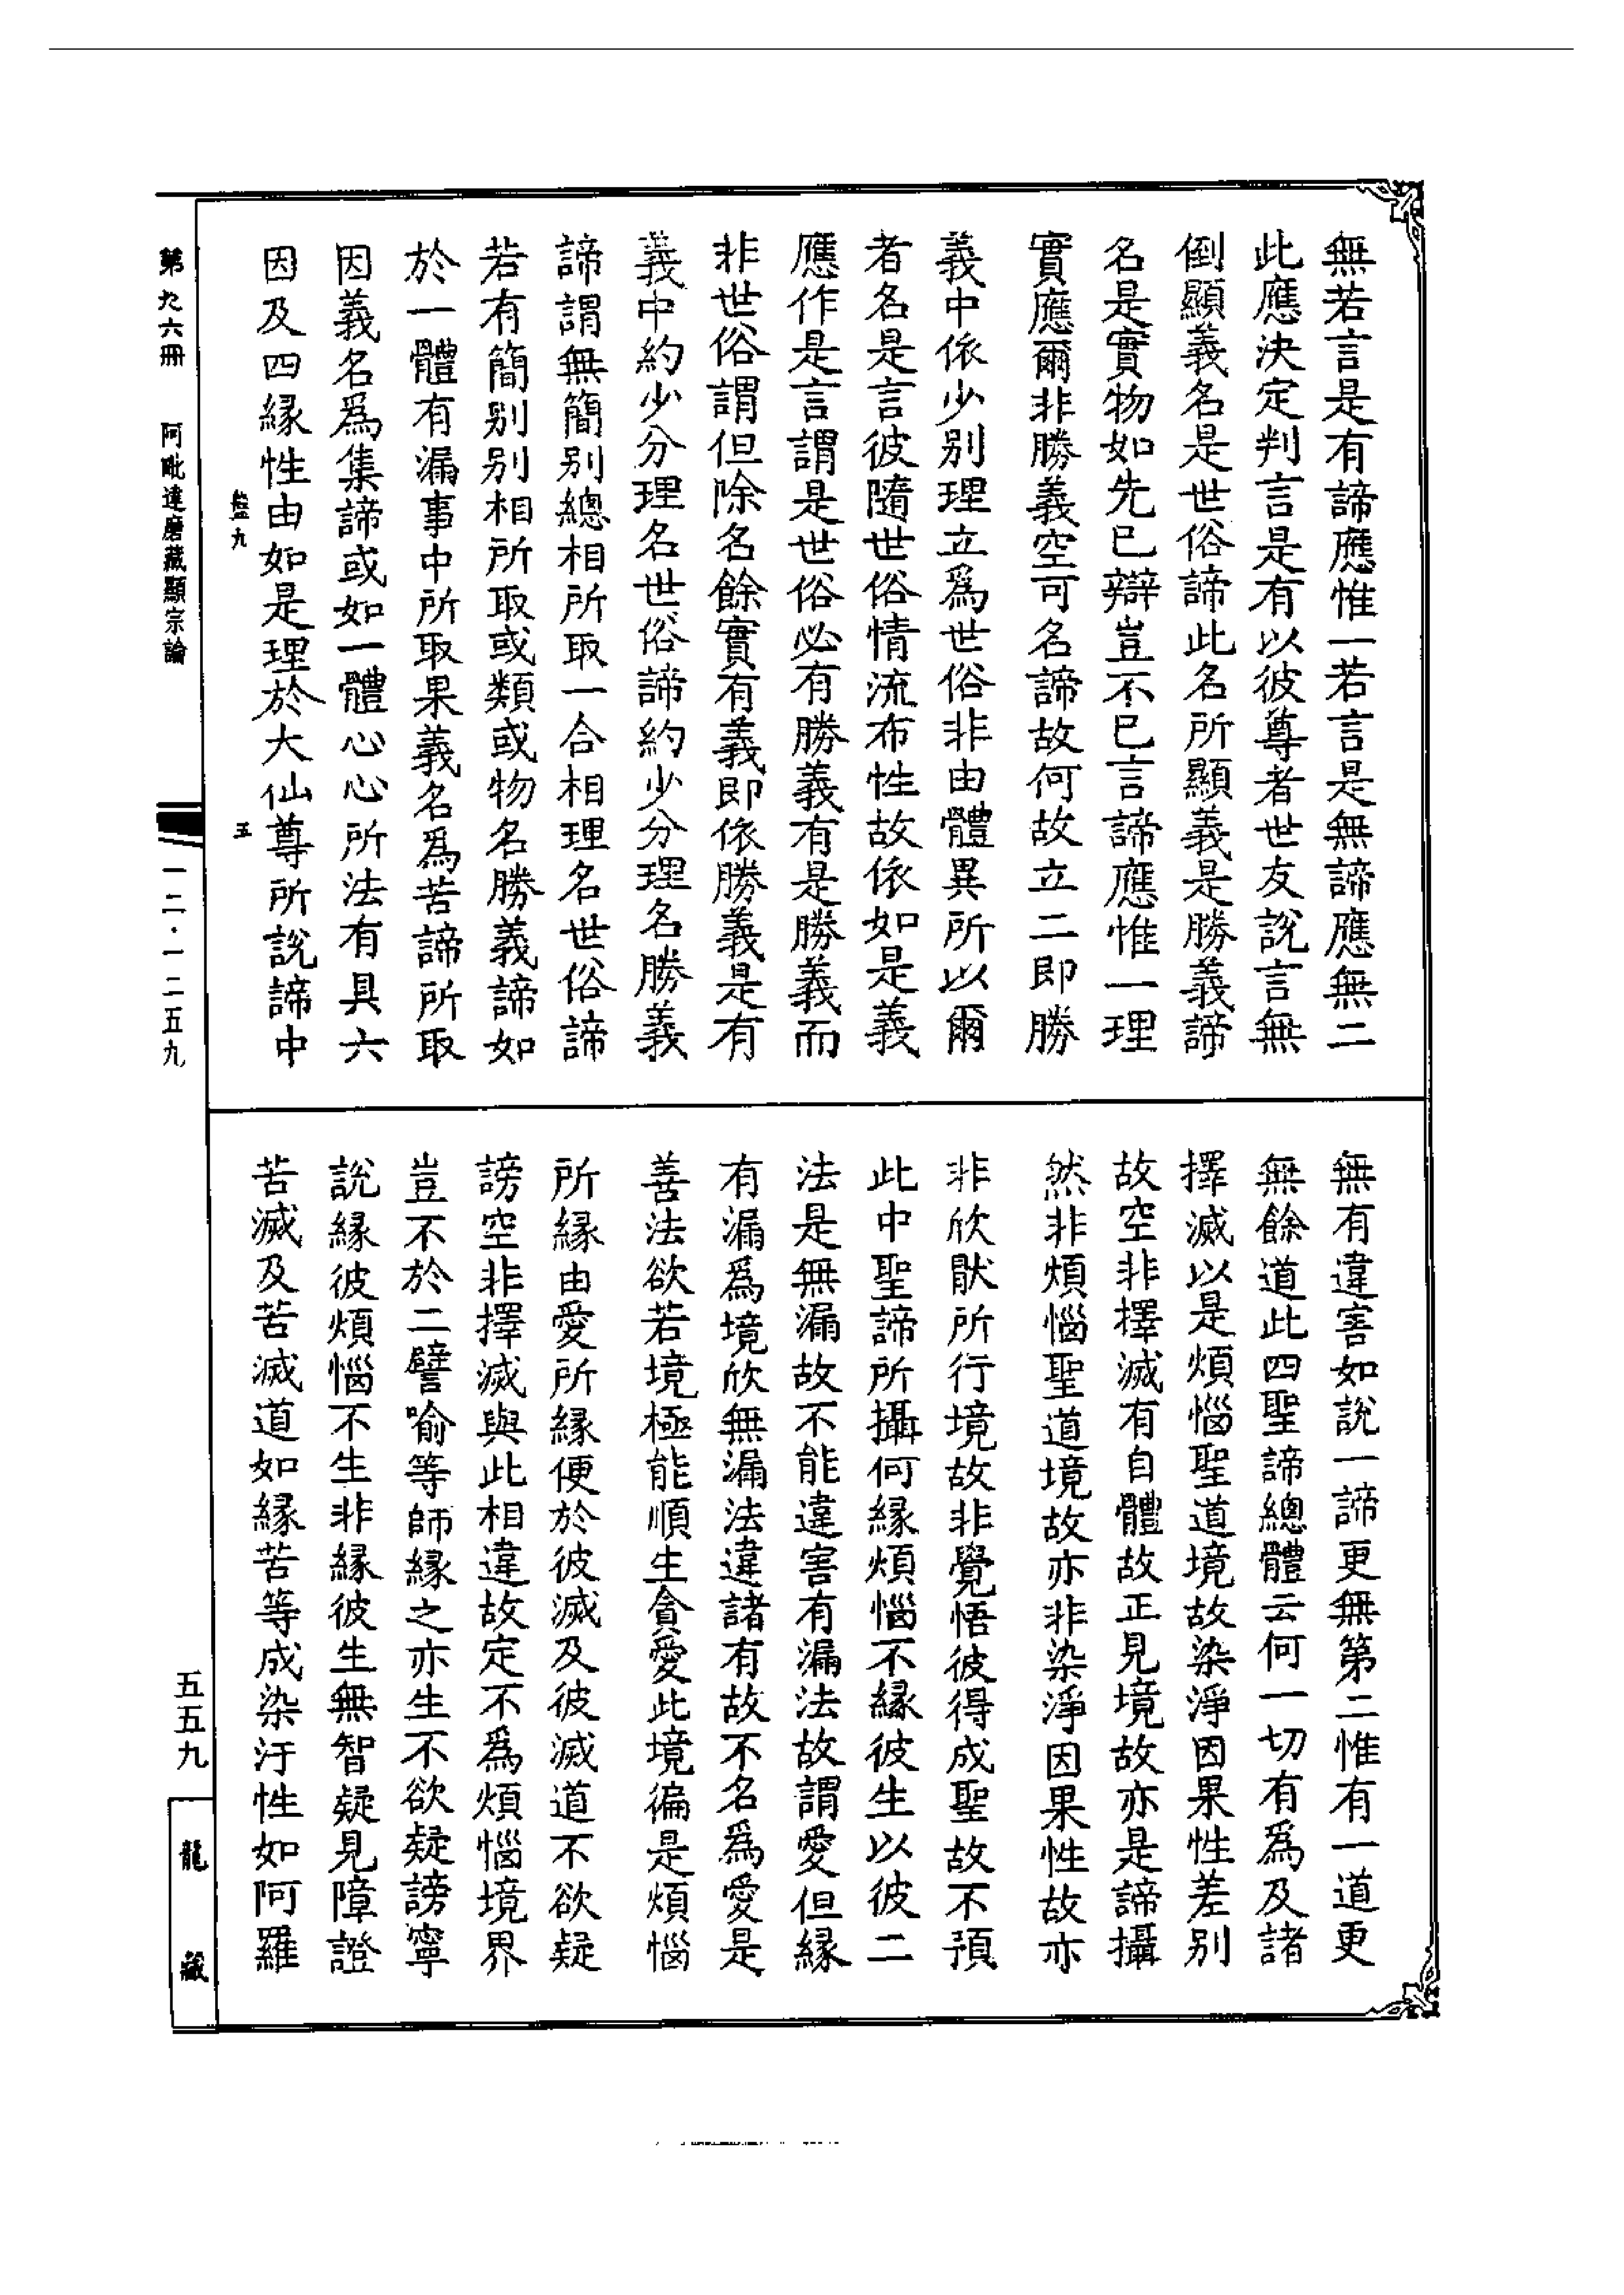 無若言是有諦應惟一若言是無諦應無二
此應決定判言是有以彼尊者世友說言無
倒顯義名是世俗諦此名所顯義是勝義諦
名是實物如先已辯豈不已言諦應惟一理
實應爾非勝義空可名諦故何故立二即勝
義中依少別理立爲世俗非由體異所以爾
者名是言彼隨世俗情流布性故依如是義
應作是言謂是世俗必有勝義有是勝義而
非世俗謂但除名餘實有義即依勝義是有
義中約少分理名世俗諦約少分理名勝義
諦謂無簡別總相所取一合相理名世俗諦
若有簡別別相所取或類或物名勝義諦如
於一體有漏事中所取果義名爲苦諦所取
因義名爲集諦或如一體心心所法有具六
因及四緣性由如是理於大仙尊所說諦中
無有違害如說一諦更無第二惟有一道更
無餘道此四聖諦總體云何一切有爲及諸
擇滅以是煩惱聖道境故染淨因果性差別
故空非擇滅有自體故正見境故亦是諦攝
然非煩惱聖道境故亦非染淨因果性故亦
非欣猒所行境故非覺悟彼得成聖故不預
此中聖諦所攝何緣煩惱不緣彼生以彼二
法是無漏故不能違害有漏法故謂愛但緣
有漏爲境欣無漏法違諸有故不名爲愛是
善法欲若境極能順生貪愛此境徧是煩惱
所緣由愛所緣便於彼滅及彼滅道不欲疑
謗空非擇滅與此相違故定不爲煩惱境界
豈不於二譬喻等師緣之亦生不欲疑謗寧
說緣彼煩惱不生非緣彼生無智疑見障證
苦滅及苦滅道如緣苦等成染汙性如阿羅
第九六冊
阿毗達磨藏顯宗論
盤九
五
一二·一二五九
五五九
龍藏